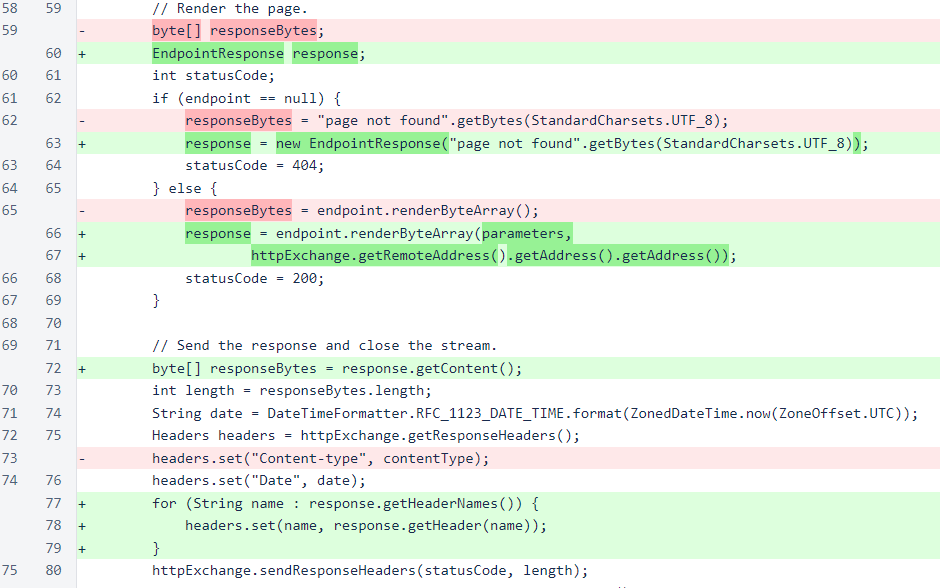 58 59 // Render the page.
59 - byte[] responseBytes;
60 + EndpointResponse response;
60 61 int statusCode;
61 62 if (endpoint == null) {
62 - responseBytes = "page not found".getBytes(StandardCharsets.UTF_8);
63 + response = new EndpointResponse("page not found".getBytes(StandardCharsets.UTF_8));
63 64 statusCode = 404;
64 65 } else {
65 - responseBytes = endpoint.renderByteArray();
66 + response = endpoint.renderByteArray(parameters,
67 + httpExchange.getRemoteAddress().getAddress().getAddress());
66 68 statusCode = 200;
67 69 }
68 70
69 71 // Send the response and close the stream.
72 + byte[] responseBytes = response.getContent();
70 73 int length = responseBytes.length;
71 74 String date = DateTimeFormatter.RFC_1123_DATE_TIME.format(ZonedDateTime.now(ZoneOffset.UTC));
72 75 Headers headers = httpExchange.getResponseHeaders();
73 - headers.set("Content-type", contentType);
74 76 headers.set("Date", date);
77 + for (String name : response.getHeaderNames()) {
78 + headers.set(name, response.getHeader(name));
79 + }
75 80 httpExchange.sendResponseHeaders(statusCode, length);